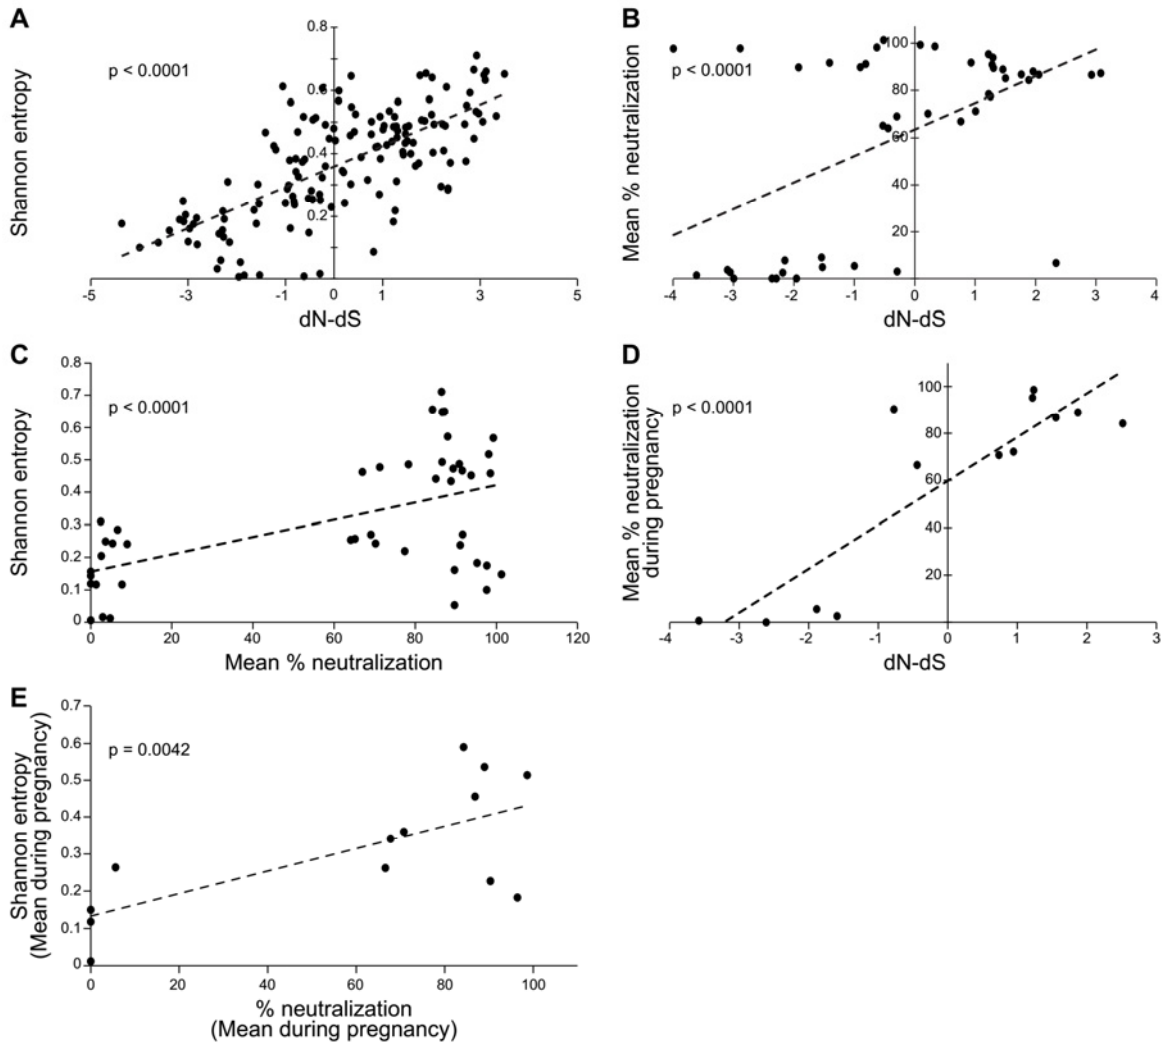 A
Shannon entropy
p < 0.0001
0.8
0.6
0.4
0.2
-5
-3
-1
0
1
3
5
dN-dS
B
Mean % neutralization
p < 0.0001
100
80
60
40
20
-4
-3
-2
-1
0
1
2
3
4
dN-dS
C
Shannon entropy
p < 0.0001
0.8
0.7
0.6
0.5
0.4
0.3
0.2
0.1
0
0
20
40
60
80
100
120
Mean % neutralization
D
Mean % neutralization
during pregnancy
p < 0.0001
100
80
60
40
20
-4
-3
-2
-1
0
1
2
3
dN-dS
E
Shannon entropy
(Mean during pregnancy)
p = 0.0042
0.7
0.6
0.5
0.4
0.3
0.2
0.1
0
0
20
40
60
80
100
% neutralization
(Mean during pregnancy)